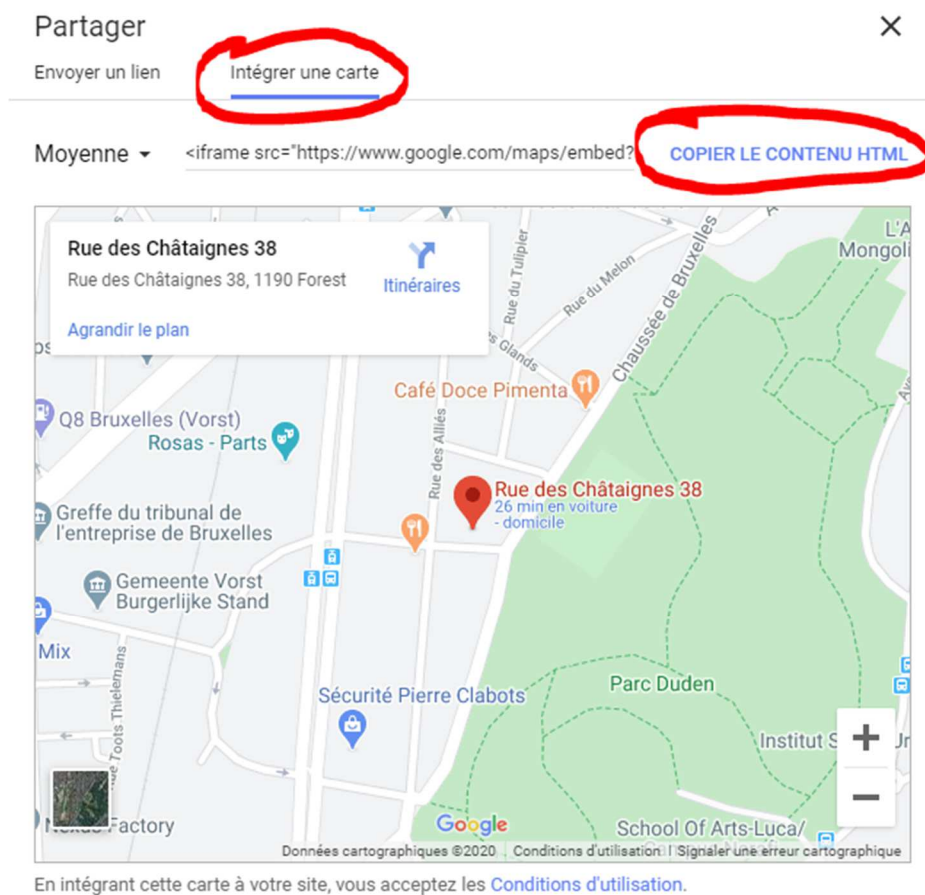 Partager
Envoyer un lien
Intégrer une carte
Moyenne
<iframe src="https://www.google.com/maps/embed?
COPIER LE CONTENU HTML
Rue des Châtaignes 38
Rue des Châtaignes 38, 1190 Forest
Itinéraires
Agrandir le plan
Rue du Tulipier
Rue du Melon
Chaussée de Bruxelles
L'A
Mongoli
Glands
Café Doce Pimenta
Q8 Bruxelles (Vorst)
Rosas - Parts
Rue des Alliés
Rue des Châtaignes 38
26 min en voiture
- domicile
Greffe du tribunal de
l'entreprise de Bruxelles
Gemeente Vorst
Burgerlijke Stand
Mix
Toots Thielemans
Sécurité Pierre Clabots
Parc Duden
Institut S
Factory
Google
School Of Arts-Luca/
Données cartographiques ©2020
Conditions d'utilisation
Signaler une erreur cartographique
En intégrant cette carte à votre site, vous acceptez les Conditions d'utilisation.